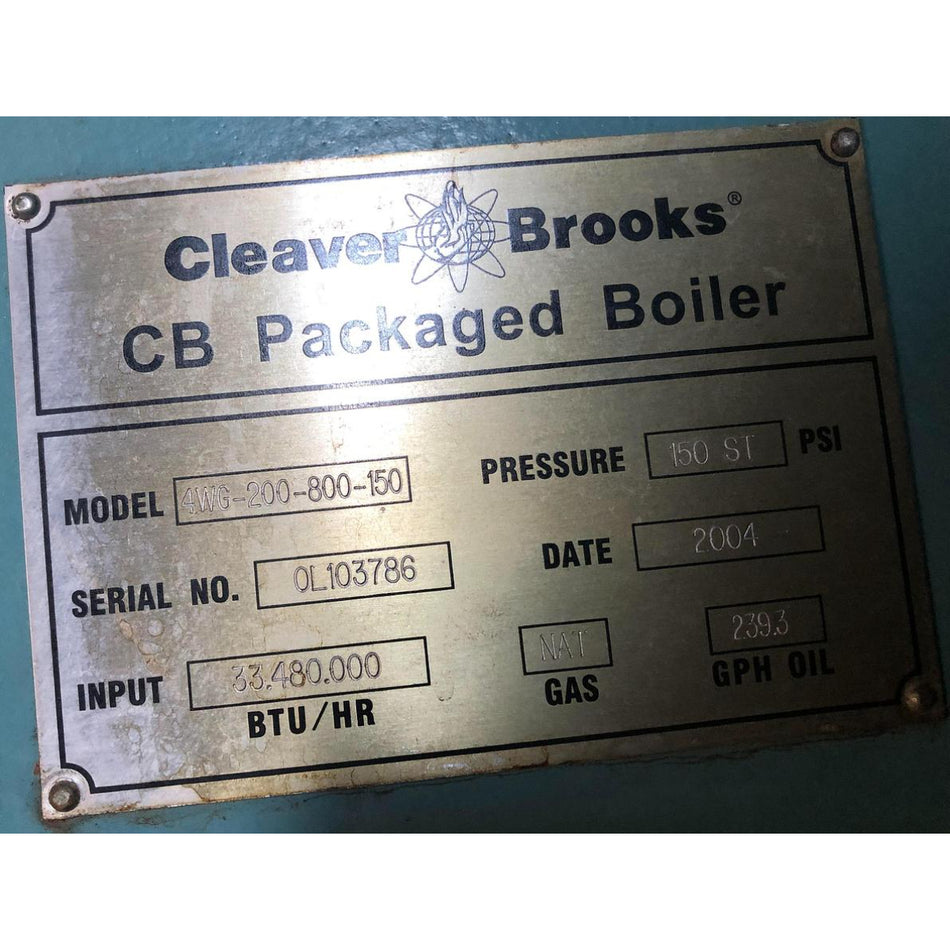 Cleaver Brooks®
CB Packaged Boiler
MODEL 4WG-200-800-150
PRESSURE 150 ST PSI
SERIAL NO. OL103786
DATE 2004
INPUT 33.480.000 BTU/HR
NAT GAS
239.3 GPH OIL